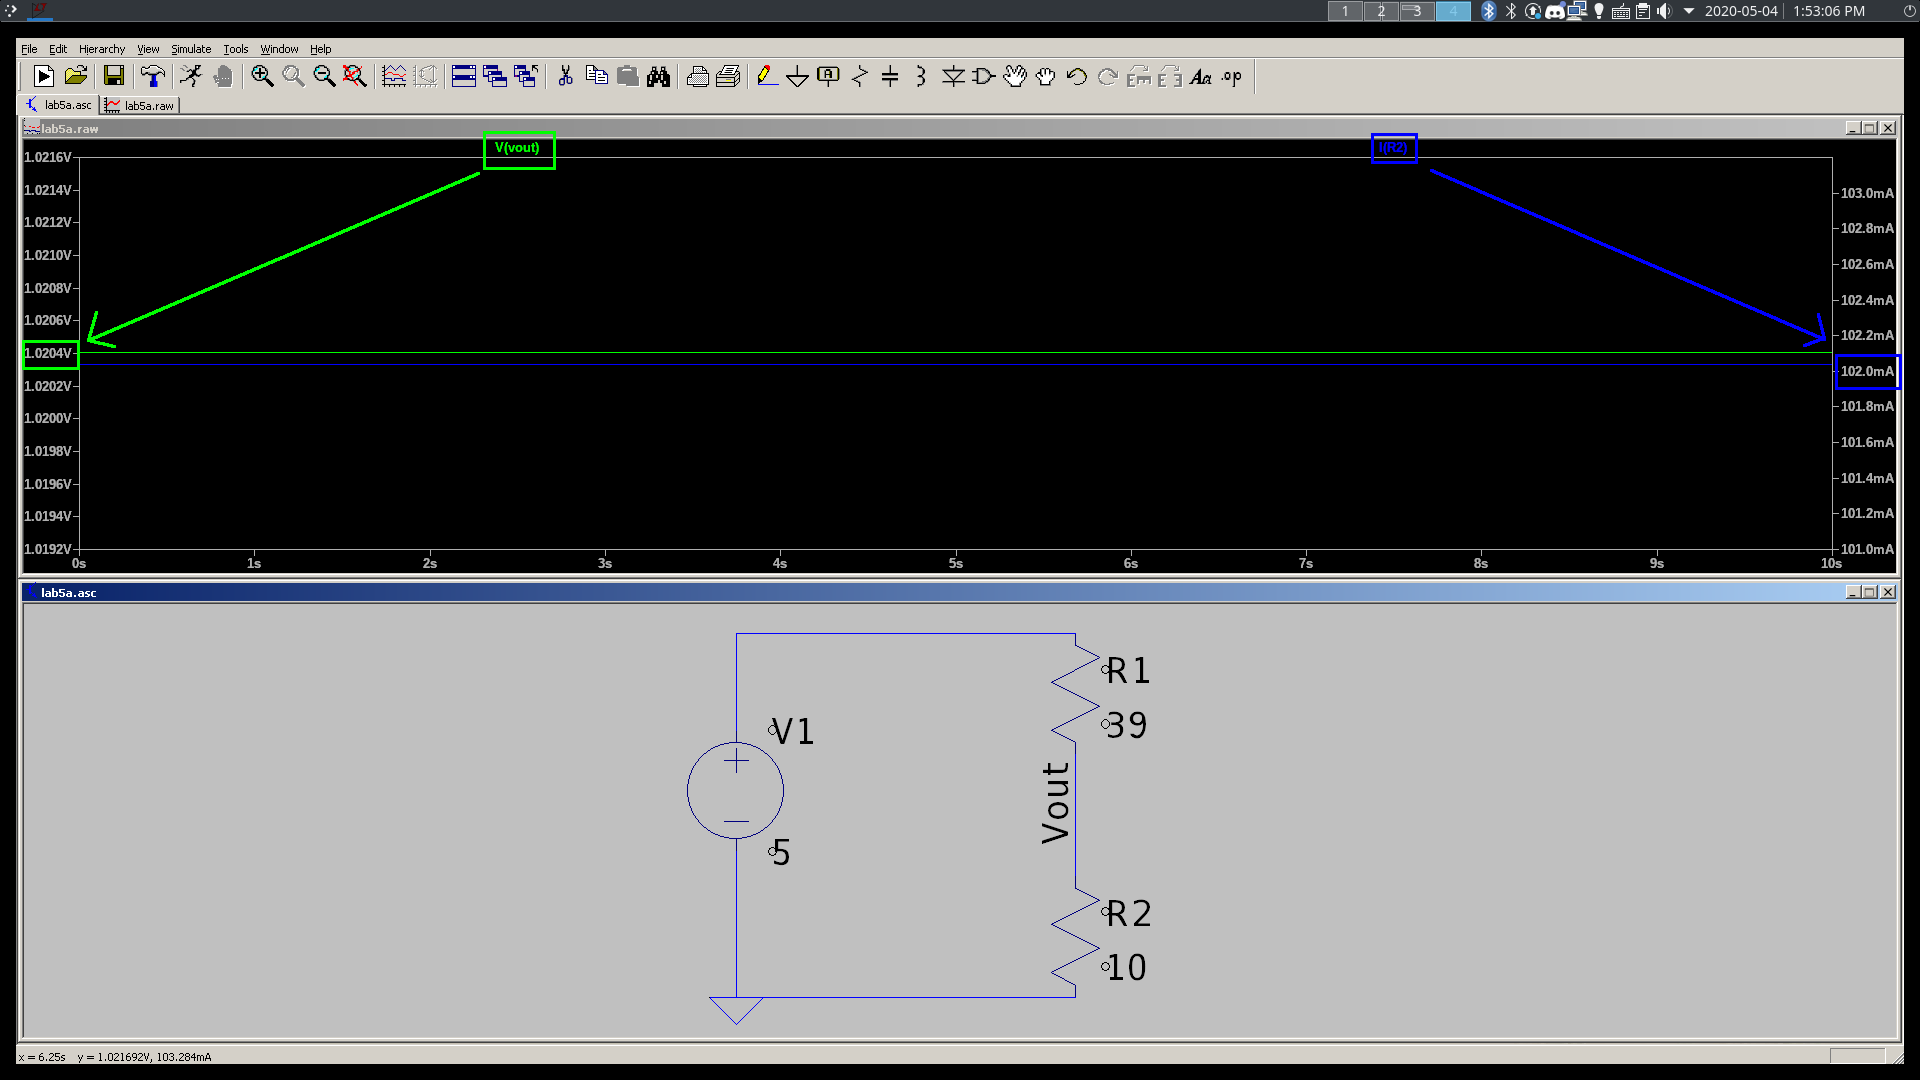 1 2 3 4 2020-05-04 1:53:06 PM
File Edit Hierarchy View Simulate Tools Window Help
A Aa .op
lab5a.asc lab5a.raw
lab5a.raw
V(vout) I(R2)
1.0216V
1.0214V 103.0mA
1.0212V 102.8mA
1.0210V 102.6mA
1.0208V 102.4mA
1.0206V 102.2mA
1.0204V 102.0mA
1.0202V 101.8mA
1.0200V 101.6mA
1.0198V 101.4mA
1.0196V 101.2mA
1.0194V
1.0192V 101.0mA
0s 1s 2s 3s 4s 5s 6s 7s 8s 9s 10s
lab5a.asc
R1
39
V1
5
Vout
R2
10
x = 6.25s y = 1.021692V, 103.284mA